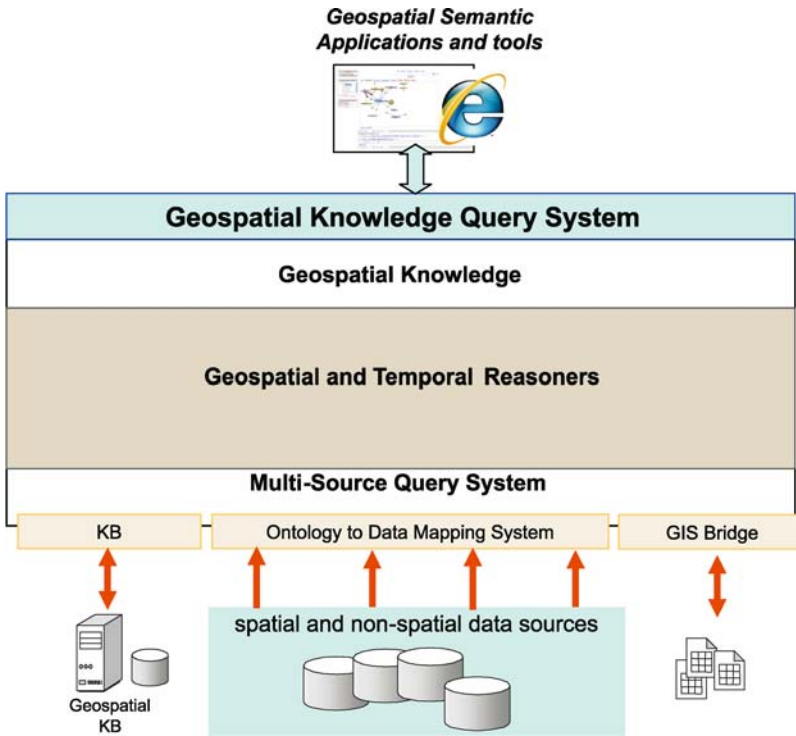 Geospatial Semantic
Applications and tools
Geospatial Knowledge Query System
Geospatial Knowledge
Geospatial and Temporal Reasoners
Multi-Source Query System
KB
Ontology to Data Mapping System
GIS Bridge
spatial and non-spatial data sources
Geospatial
KB